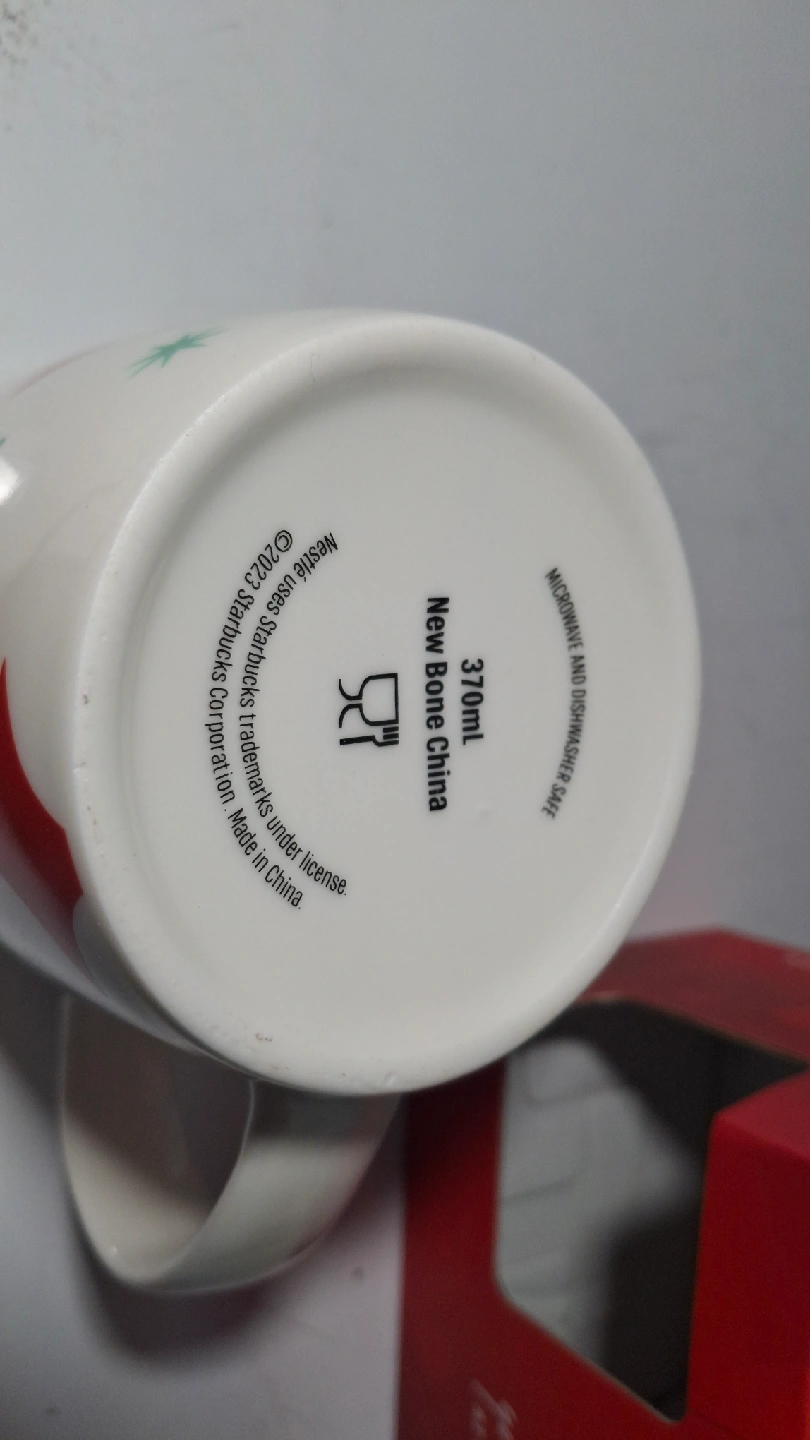 MICROWAVE AND DISHWASHER SAFE
370mL
New Bone China
Nestlé uses Starbucks trademarks under license.
©2023 Starbucks Corporation. Made in China.